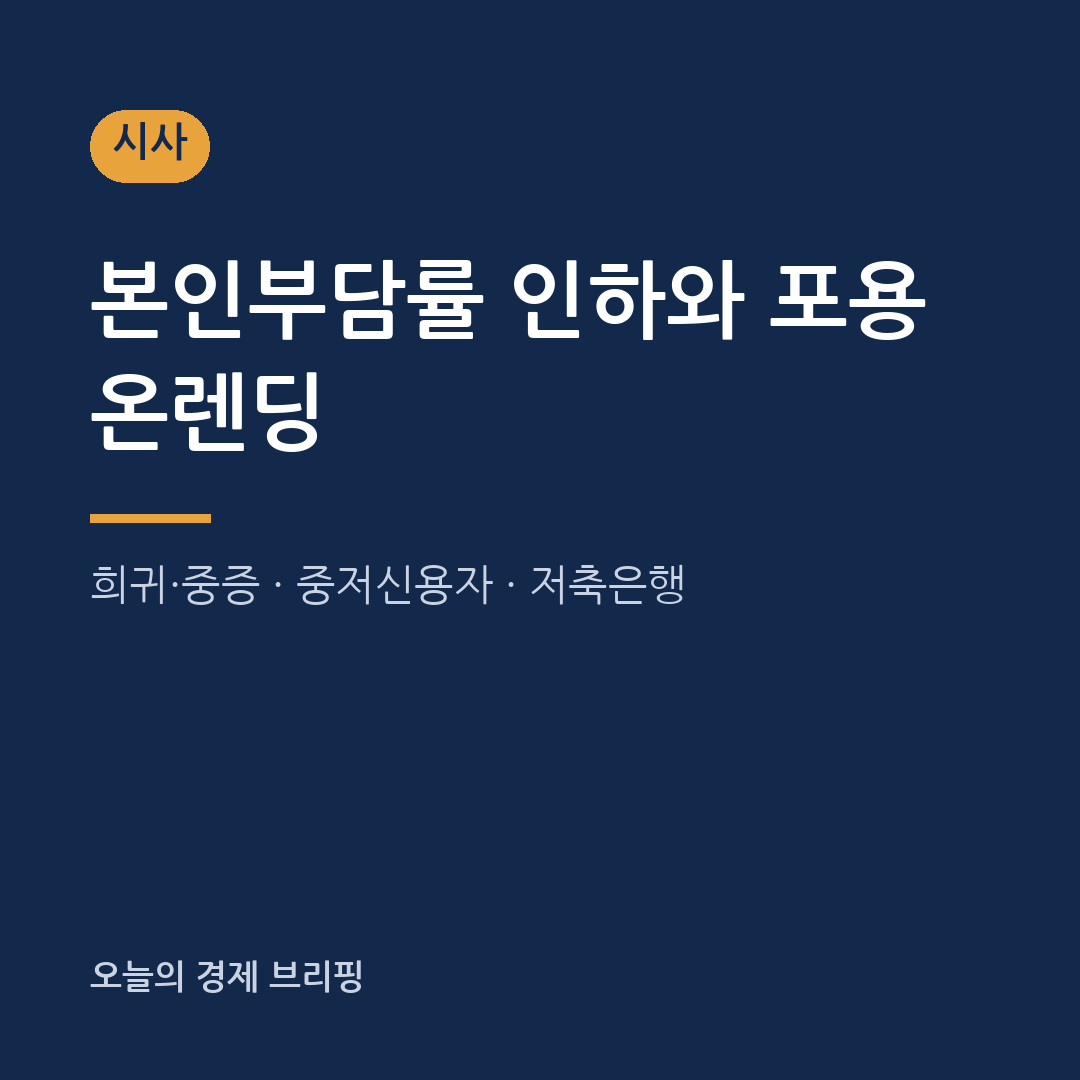 시사
본인부담률 인하와 포용
온렌딩
희귀·중증 · 중저신용자 · 저축은행
오늘의 경제 브리핑